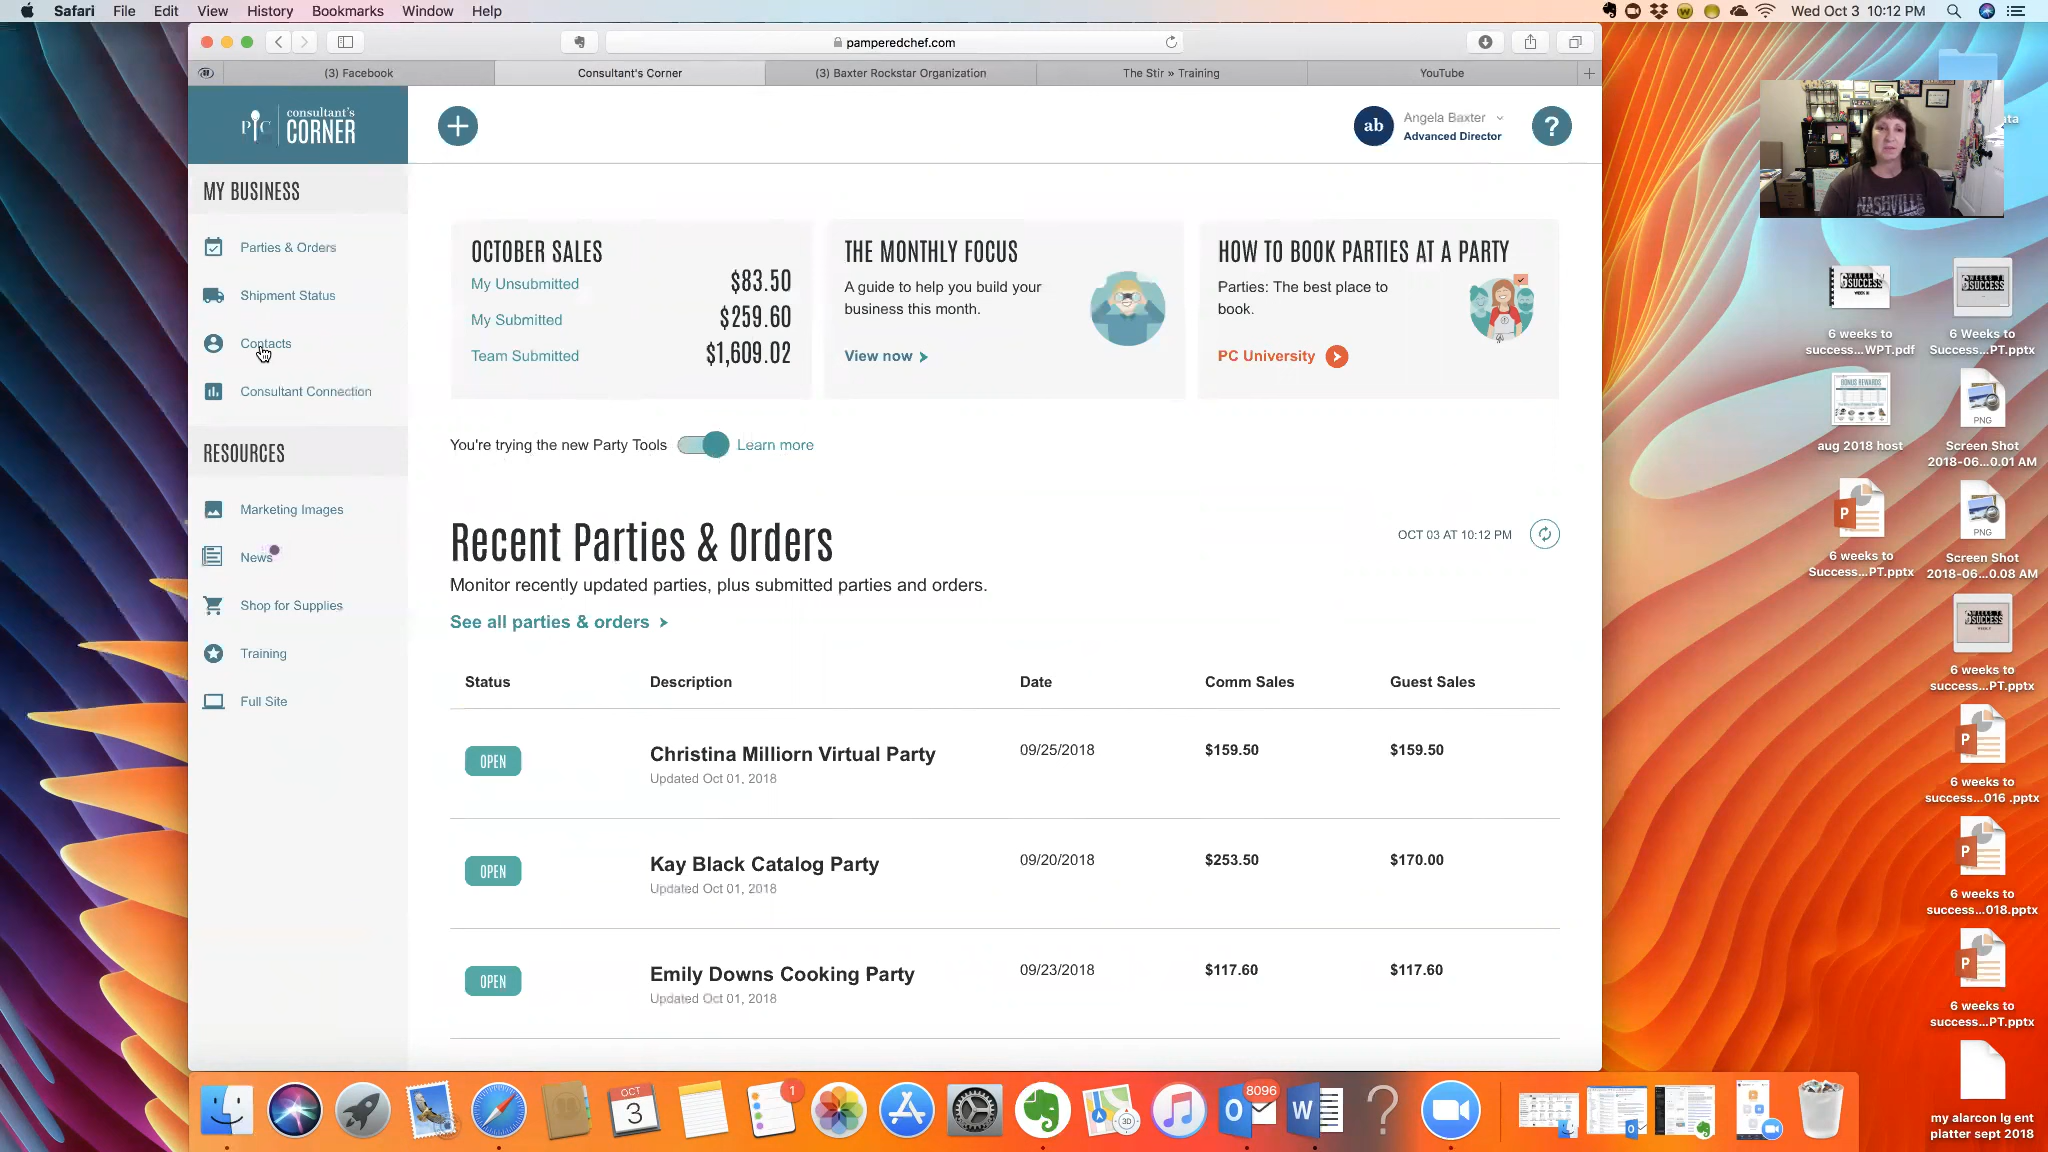 Safari File Edit View History Bookmarks Window Help
Wed Oct 3 10:12 PM
pamperedchef.com
(3) Facebook
Consultant's Corner
(3) Baxter Rockstar Organization
The Stir » Training
YouTube
PC consultant's CORNER
ab
Angela Baxter
Advanced Director
?
MY BUSINESS
Parties & Orders
Shipment Status
Contacts
Consultant Connection
RESOURCES
Marketing Images
News
Shop for Supplies
Training
Full Site
OCTOBER SALES
My Unsubmitted $83.50
My Submitted $259.60
Team Submitted $1,609.02
THE MONTHLY FOCUS
A guide to help you build your
business this month.
View now
HOW TO BOOK PARTIES AT A PARTY
Parties: The best place to
book.
PC University
You're trying the new Party Tools Learn more
Recent Parties & Orders
OCT 03 AT 10:12 PM
Monitor recently updated parties, plus submitted parties and orders.
See all parties & orders
Status Description Date Comm Sales Guest Sales
OPEN Christina Milliorn Virtual Party 09/25/2018 $159.50 $159.50
Updated Oct 01, 2018
OPEN Kay Black Catalog Party 09/20/2018 $253.50 $170.00
Updated Oct 01, 2018
OPEN Emily Downs Cooking Party 09/23/2018 $117.60 $117.60
Updated Oct 01, 2018
NASHVILLE
ata
6 weeks to
success...WPT.pdf
6 Weeks to
Success...PT.pptx
aug 2018 host
PNG
Screen Shot
2018-06...0.01 AM
6 weeks to
Success...PT.pptx
PNG
Screen Shot
2018-06...0.08 AM
6 weeks to
success...PT.pptx
6 weeks to
success...016 .pptx
6 weeks to
success...018.pptx
6 weeks to
success...PT.pptx
my alarcon lg ent
platter sept 2018
OCT
3
1
3D
8096